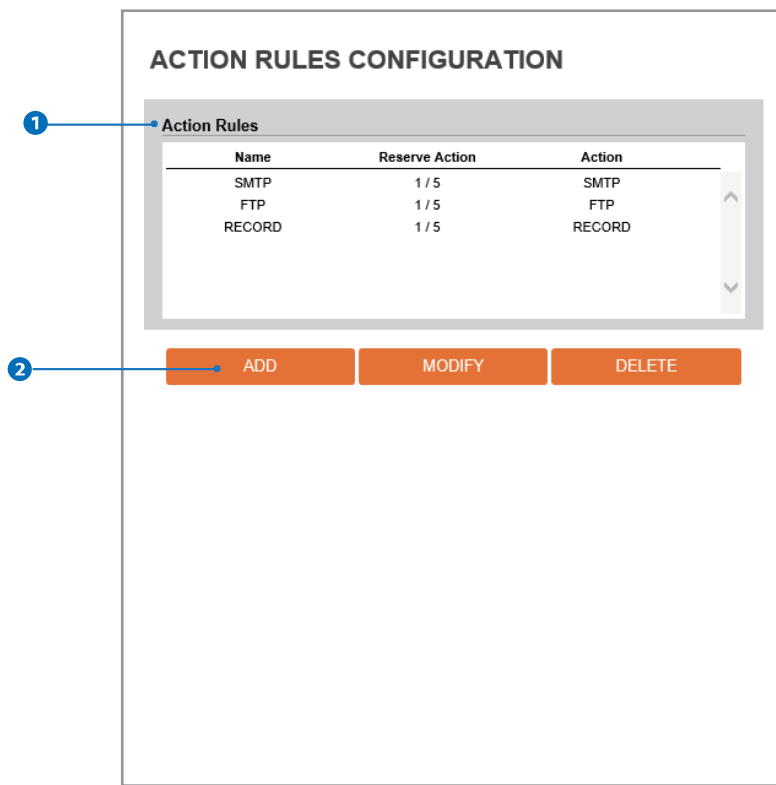 ACTION RULES CONFIGURATION
1
Action Rules
Name Reserve Action Action
SMTP 1 / 5 SMTP
FTP 1 / 5 FTP
RECORD 1 / 5 RECORD
2
ADD MODIFY DELETE